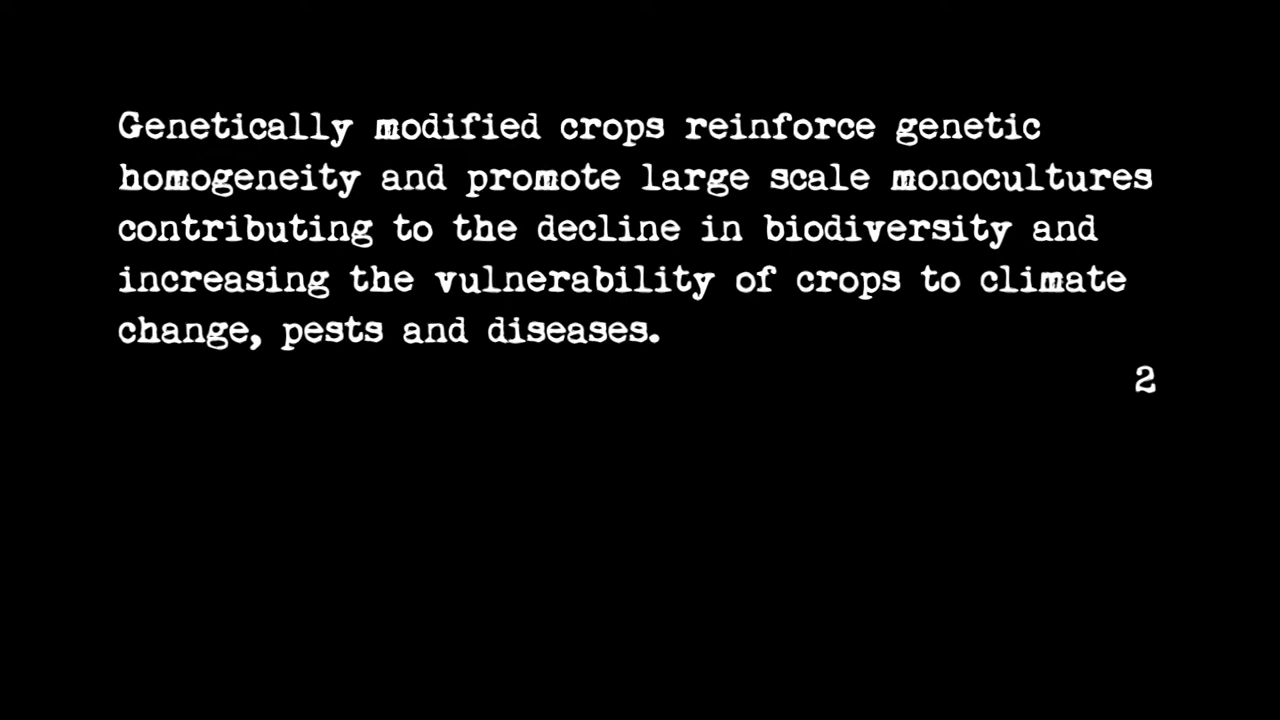 Genetically modified crops reinforce genetic
homogeneity and promote large scale monocultures
contributing to the decline in biodiversity and
increasing the vulnerability of crops to climate
change, pests and diseases.
2